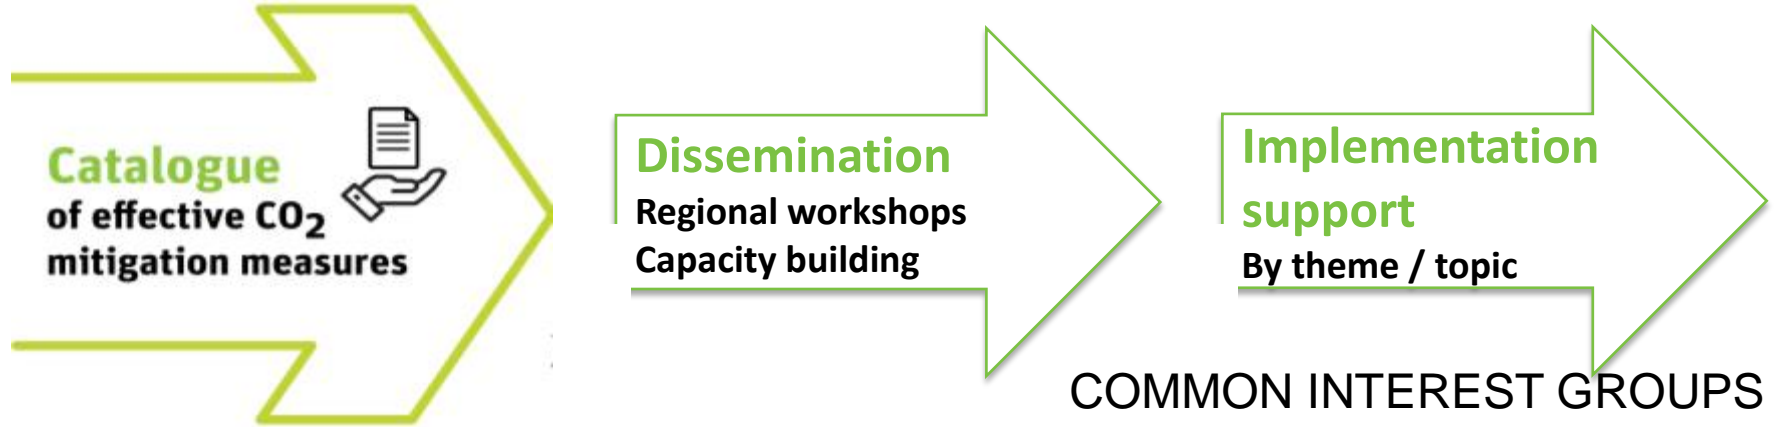 Catalogue
of effective CO2
mitigation measures
Dissemination
Regional workshops
Capacity building
Implementation
support
By theme / topic
COMMON INTEREST GROUPS